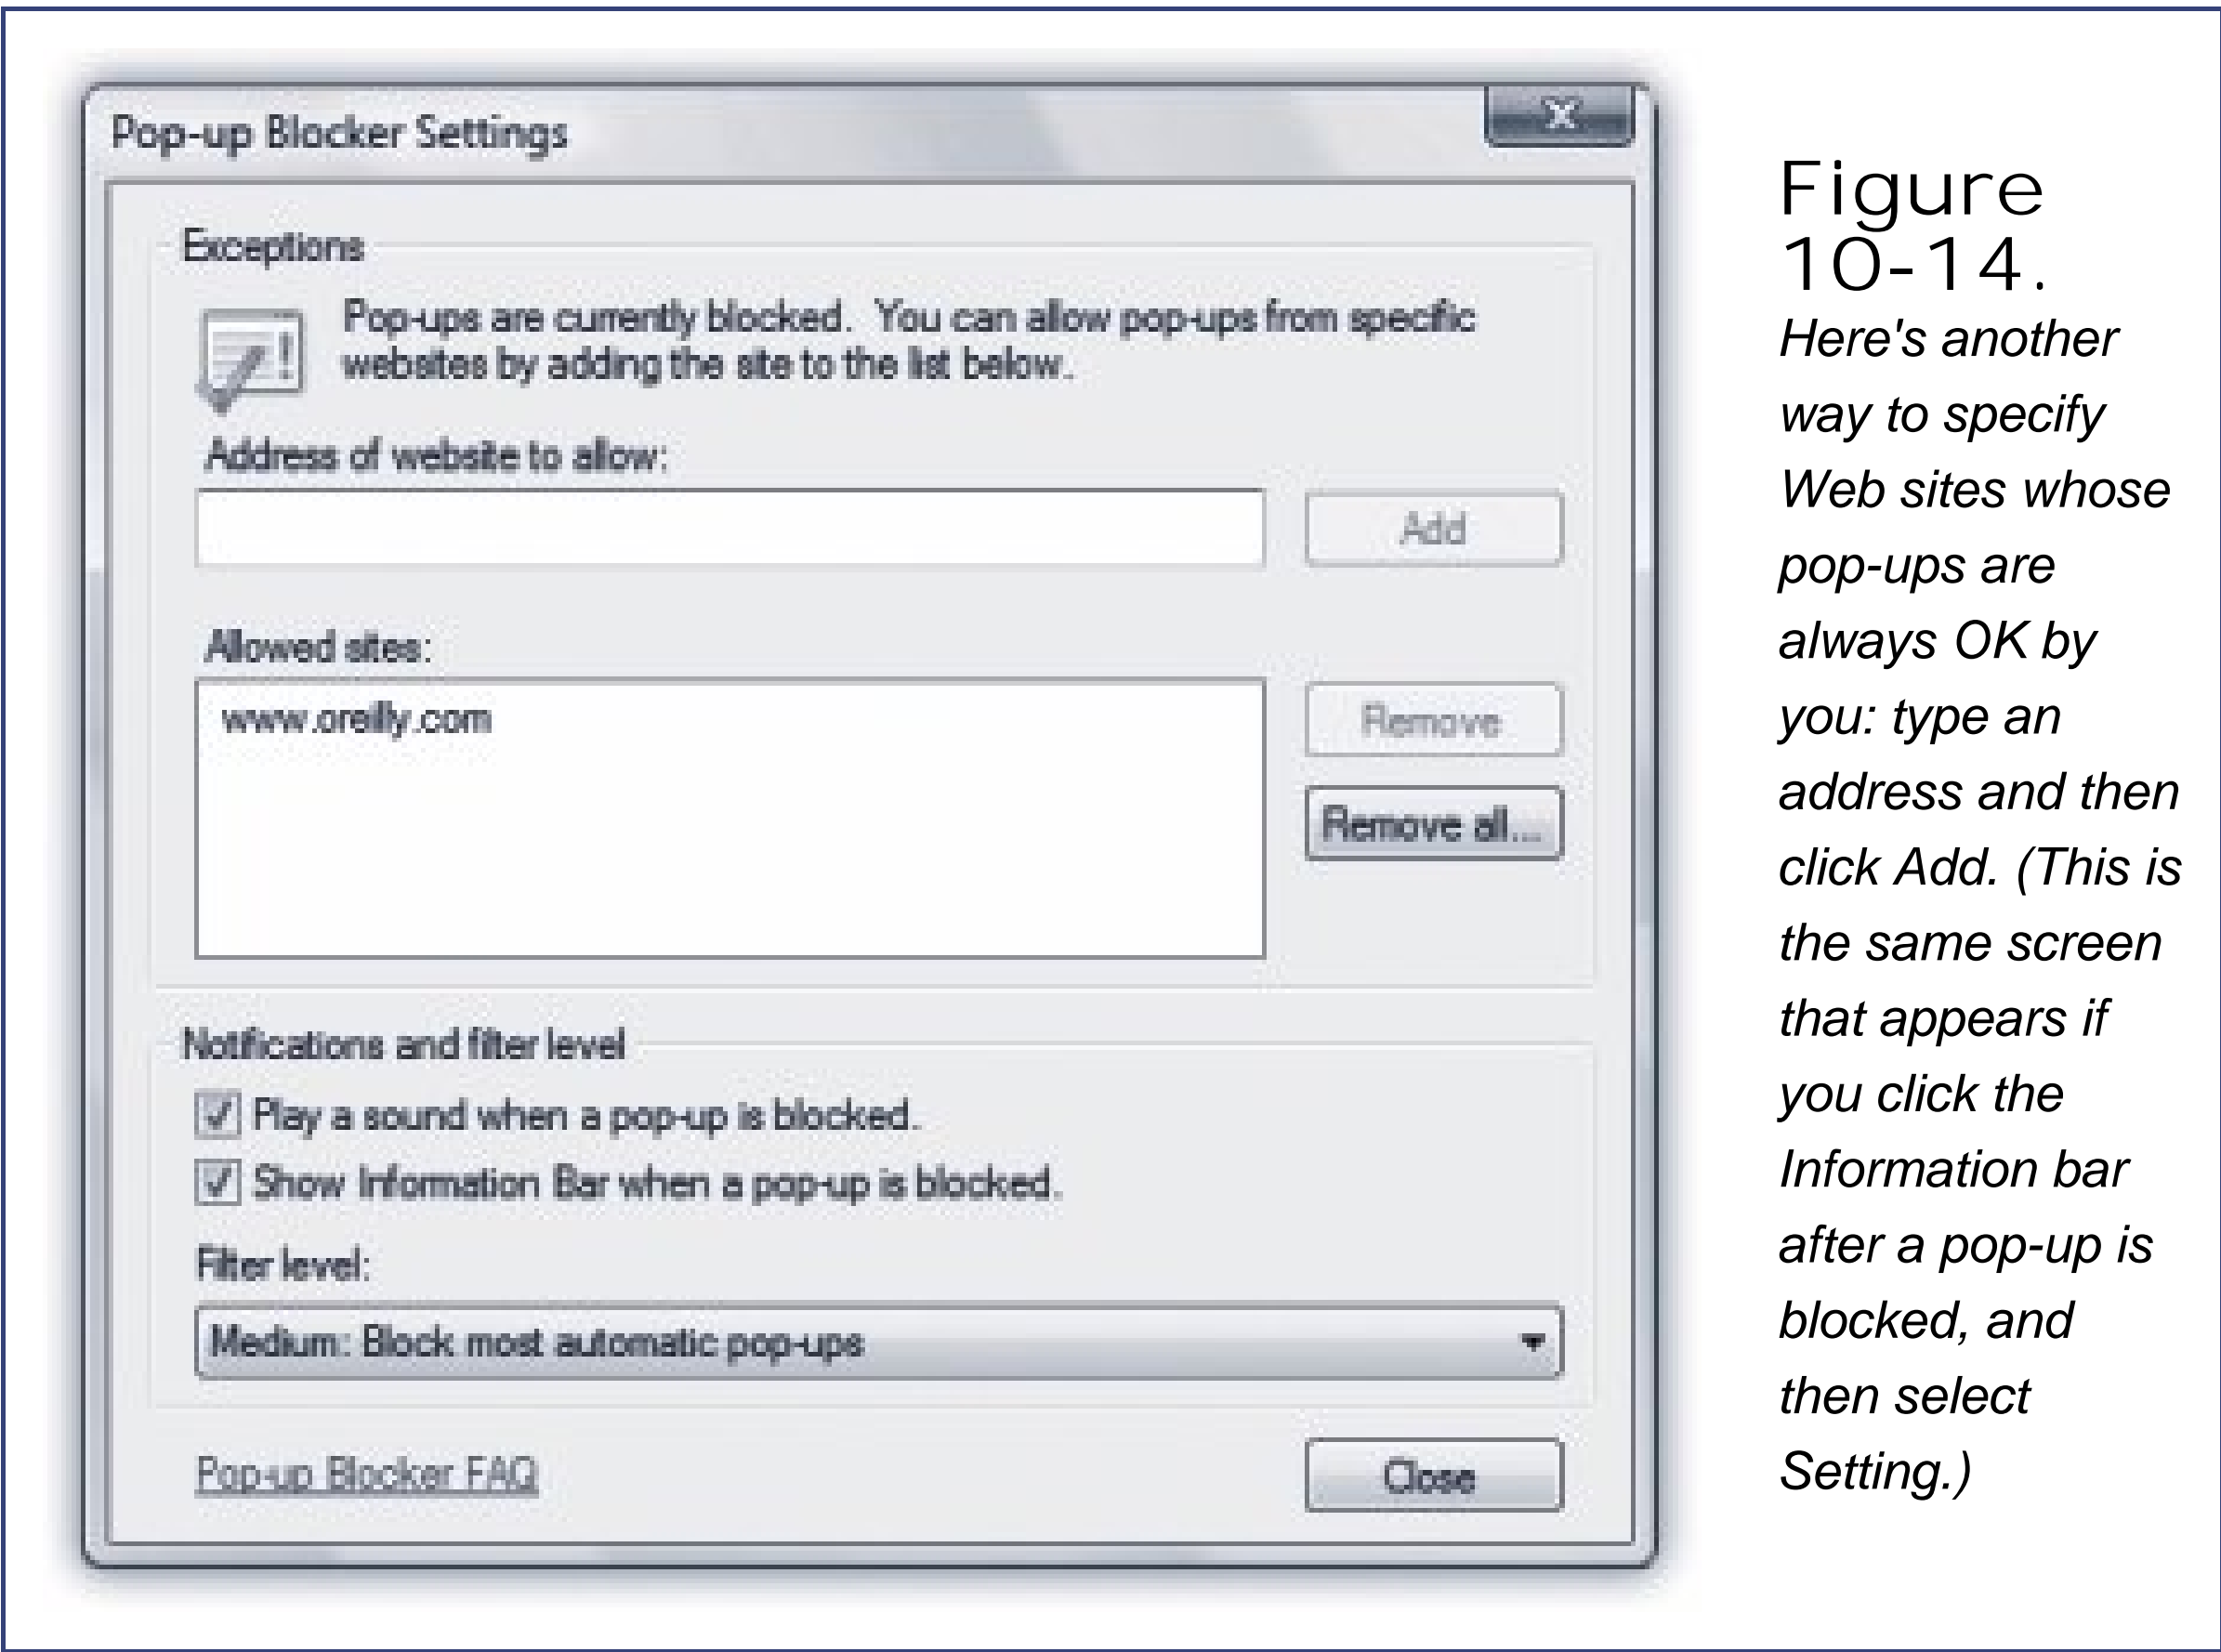 Pop-up Blocker Settings
Exceptions
Pop-ups are currently blocked. You can allow pop-ups from specific
websites by adding the site to the list below.
Address of website to allow:
Add
Allowed sites:
www.oreilly.com
Remove
Remove all...
Notifications and filter level
Play a sound when a pop-up is blocked.
Show Information Bar when a pop-up is blocked.
Filter level:
Medium: Block most automatic pop-ups
Pop-up Blocker FAQ
Close
Figure
10-14.
Here's another
way to specify
Web sites whose
pop-ups are
always OK by
you: type an
address and then
click Add. (This is
the same screen
that appears if
you click the
Information bar
after a pop-up is
blocked, and
then select
Setting.)